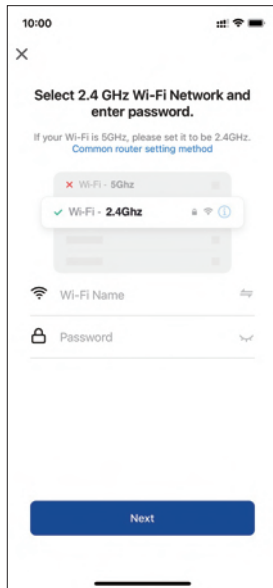 10:00
Select 2.4 GHz Wi-Fi Network and
enter password.
If your Wi-Fi is 5GHz, please set it to be 2.4GHz.
Common router setting method
Wi-Fi - 5Ghz
Wi-Fi - 2.4Ghz
Wi-Fi Name
Password
Next